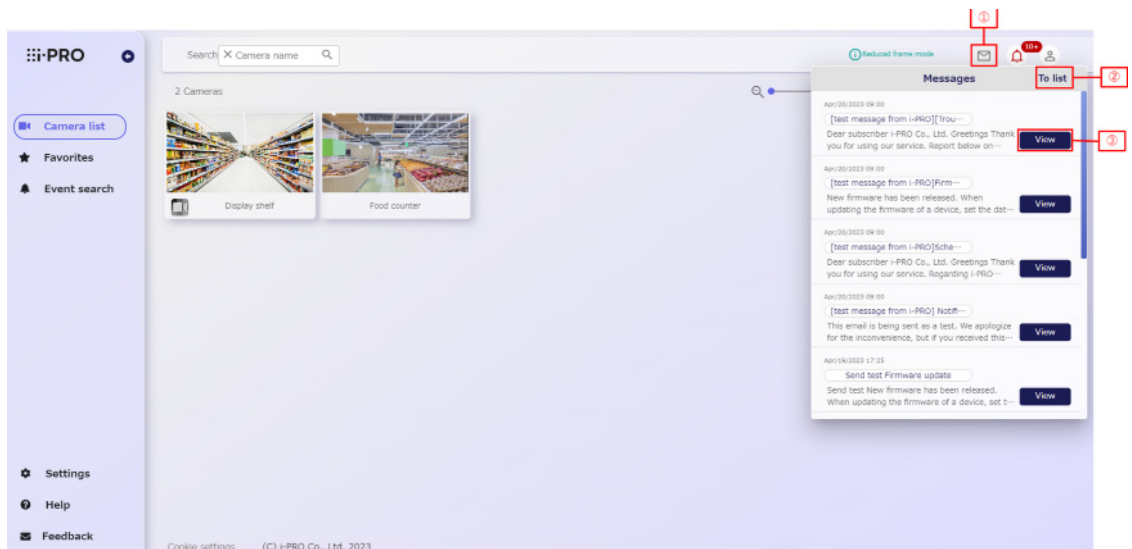 ①
i-PRO
Search
Camera name
Reduced frame mode
10+
2 Cameras
Messages
To list
②
Camera list
Favorites
Event search
Display shelf
Food counter
Apr/20/2023 09:00
[test message from i-PRO][Trou…
Dear subscriber i-PRO Co., Ltd. Greetings Thank
you for using our service. Report below on…
View
③
Apr/20/2023 09:00
[test message from i-PRO]Firm…
New firmware has been released. When
updating the firmware of a device, set the dat…
View
Apr/20/2023 09:00
[test message from i-PRO]Sche…
Dear subscriber i-PRO Co., Ltd. Greetings Thank
you for using our service. Regarding i-PRO…
View
Apr/20/2023 09:00
[test message from i-PRO] Notifi…
This email is being sent as a test. We apologize
for the inconvenience, but if you received this…
View
Apr/19/2023 17:25
Send test Firmware update
Send test New firmware has been released.
When updating the firmware of a device, set t…
View
Settings
Help
Feedback
Cookie settings
(C) i-PRO Co., Ltd. 2023